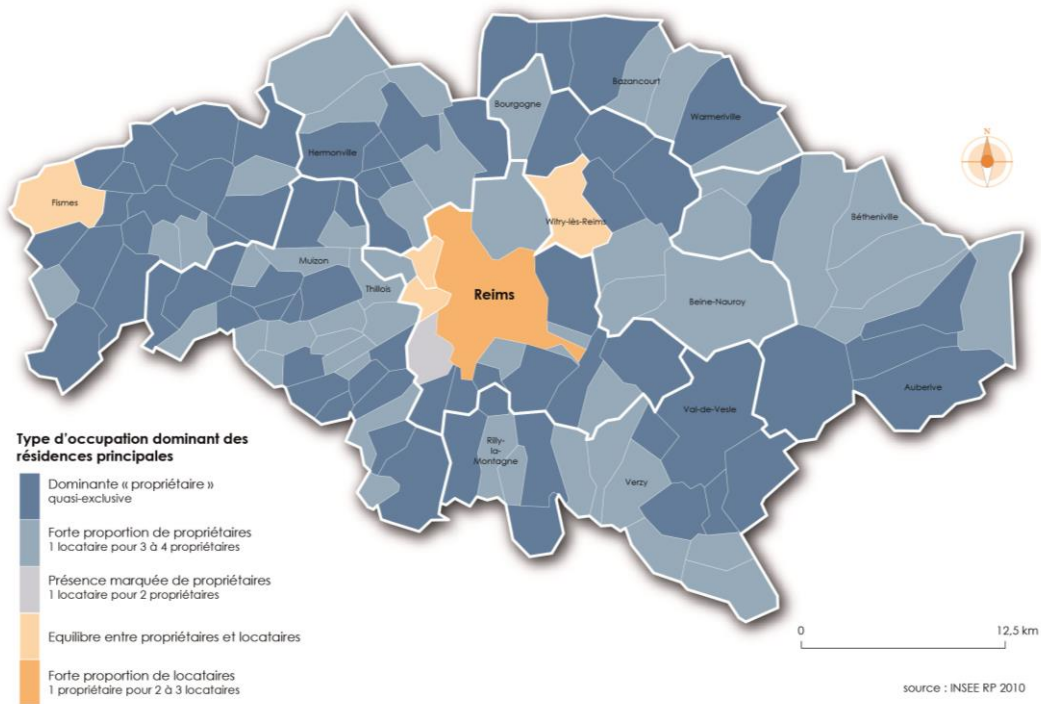 Bazancourt
Bourgogne
Warmeriville
N
Hermonville
Fismes
Witry-lès-Reims
Bétheniville
Muizon
Thillois
Reims
Beine-Nauroy
Auberive
Val-de-Vesle
Rilly-
la-
Montagne
Verzy
Type d'occupation dominant des
résidences principales
Dominante « propriétaire »
quasi-exclusive
Forte proportion de propriétaires
1 locataire pour 3 à 4 propriétaires
Présence marquée de propriétaires
1 locataire pour 2 propriétaires
Equilibre entre propriétaires et locataires
Forte proportion de locataires
1 propriétaire pour 2 à 3 locataires
0 12,5 km
source : INSEE RP 2010